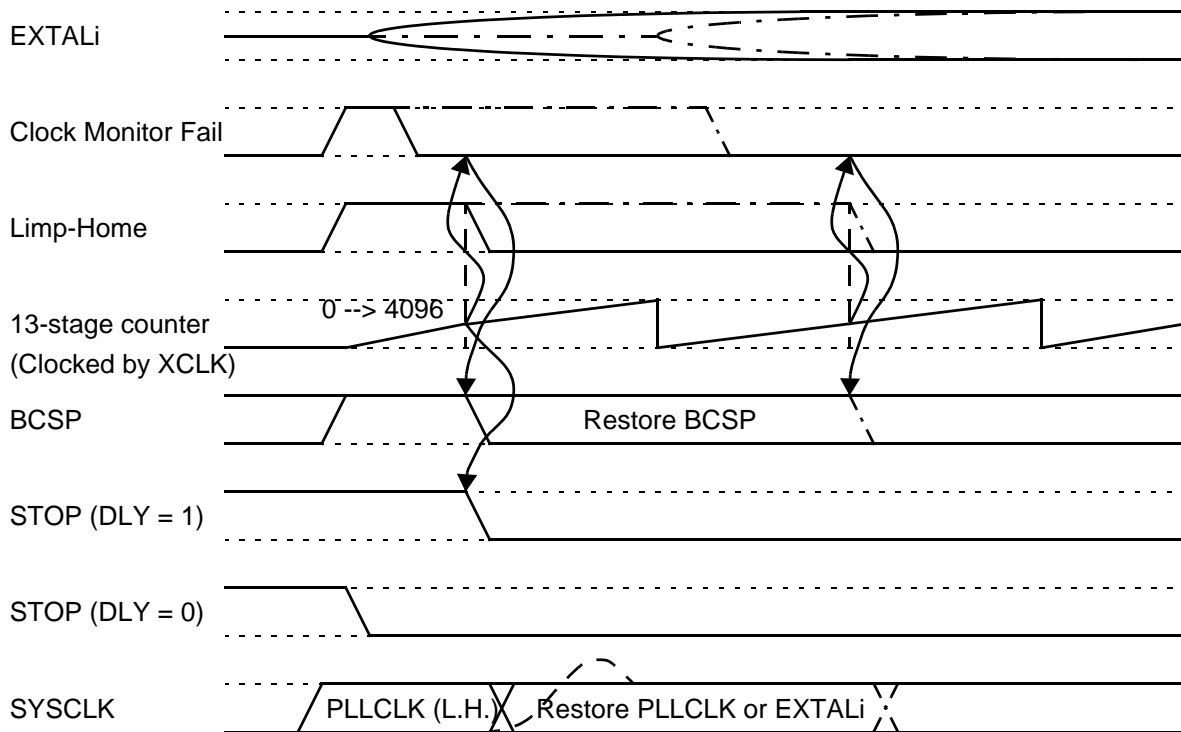 EXTALi
Clock Monitor Fail
Limp-Home
0 --> 4096
13-stage counter
(Clocked by XCLK)
BCSP
Restore BCSP
STOP (DLY = 1)
STOP (DLY = 0)
SYSCLK
PLLCLK (L.H.)
Restore PLLCLK or EXTALi